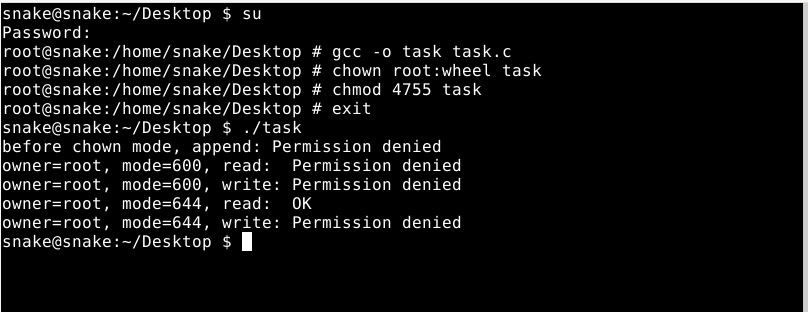 snake@snake:~/Desktop $ su
Password:
root@snake:/home/snake/Desktop # gcc -o task task.c
root@snake:/home/snake/Desktop # chown root:wheel task
root@snake:/home/snake/Desktop # chmod 4755 task
root@snake:/home/snake/Desktop # exit
snake@snake:~/Desktop $ ./task
before chown mode, append: Permission denied
owner=root, mode=600, read:  Permission denied
owner=root, mode=600, write: Permission denied
owner=root, mode=644, read:  OK
owner=root, mode=644, write: Permission denied
snake@snake:~/Desktop $